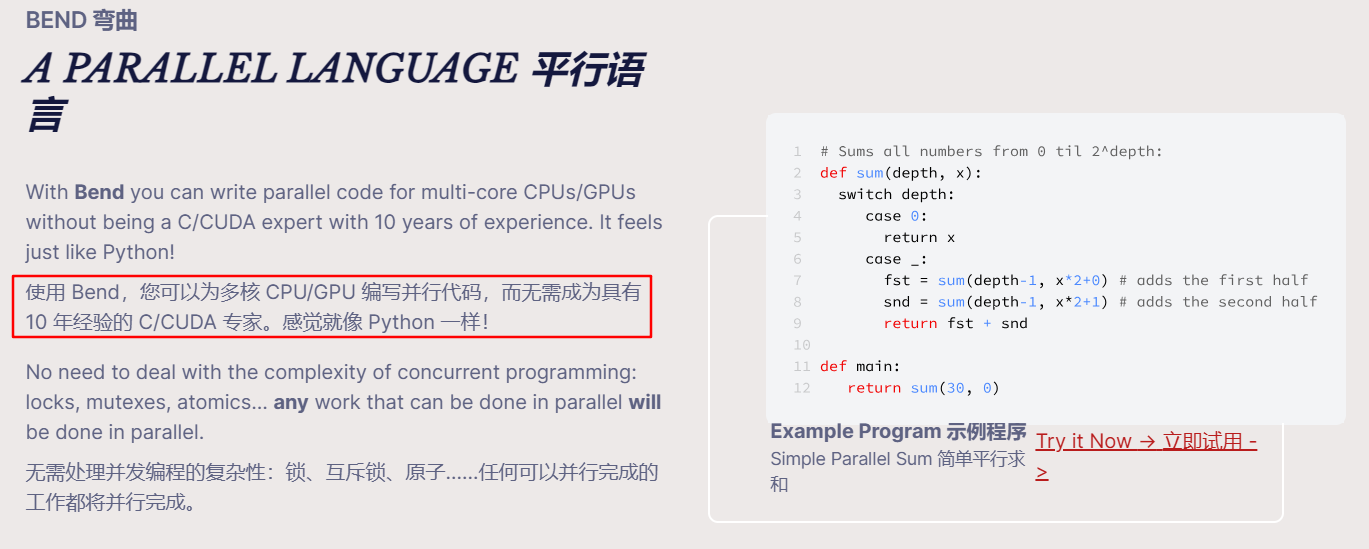 BEND 弯曲
A PARALLEL LANGUAGE 平行语
言
With Bend you can write parallel code for multi-core CPUs/GPUs
without being a C/CUDA expert with 10 years of experience. It feels
just like Python!
使用 Bend，您可以为多核 CPU/GPU 编写并行代码，而无需成为具有
10 年经验的 C/CUDA 专家。感觉就像 Python 一样！
No need to deal with the complexity of concurrent programming:
locks, mutexes, atomics... any work that can be done in parallel will
be done in parallel.
无需处理并发编程的复杂性：锁、互斥锁、原子......任何可以并行完成的
工作都将并行完成。
1 # Sums all numbers from 0 til 2^depth:
2 def sum(depth, x):
3   switch depth:
4      case 0:
5        return x
6      case _:
7        fst = sum(depth-1, x*2+0) # adds the first half
8        snd = sum(depth-1, x*2+1) # adds the second half
9        return fst + snd
10
11 def main:
12    return sum(30, 0)
Example Program 示例程序
Simple Parallel Sum 简单平行求
和
Try it Now -> 立即试用 -
>